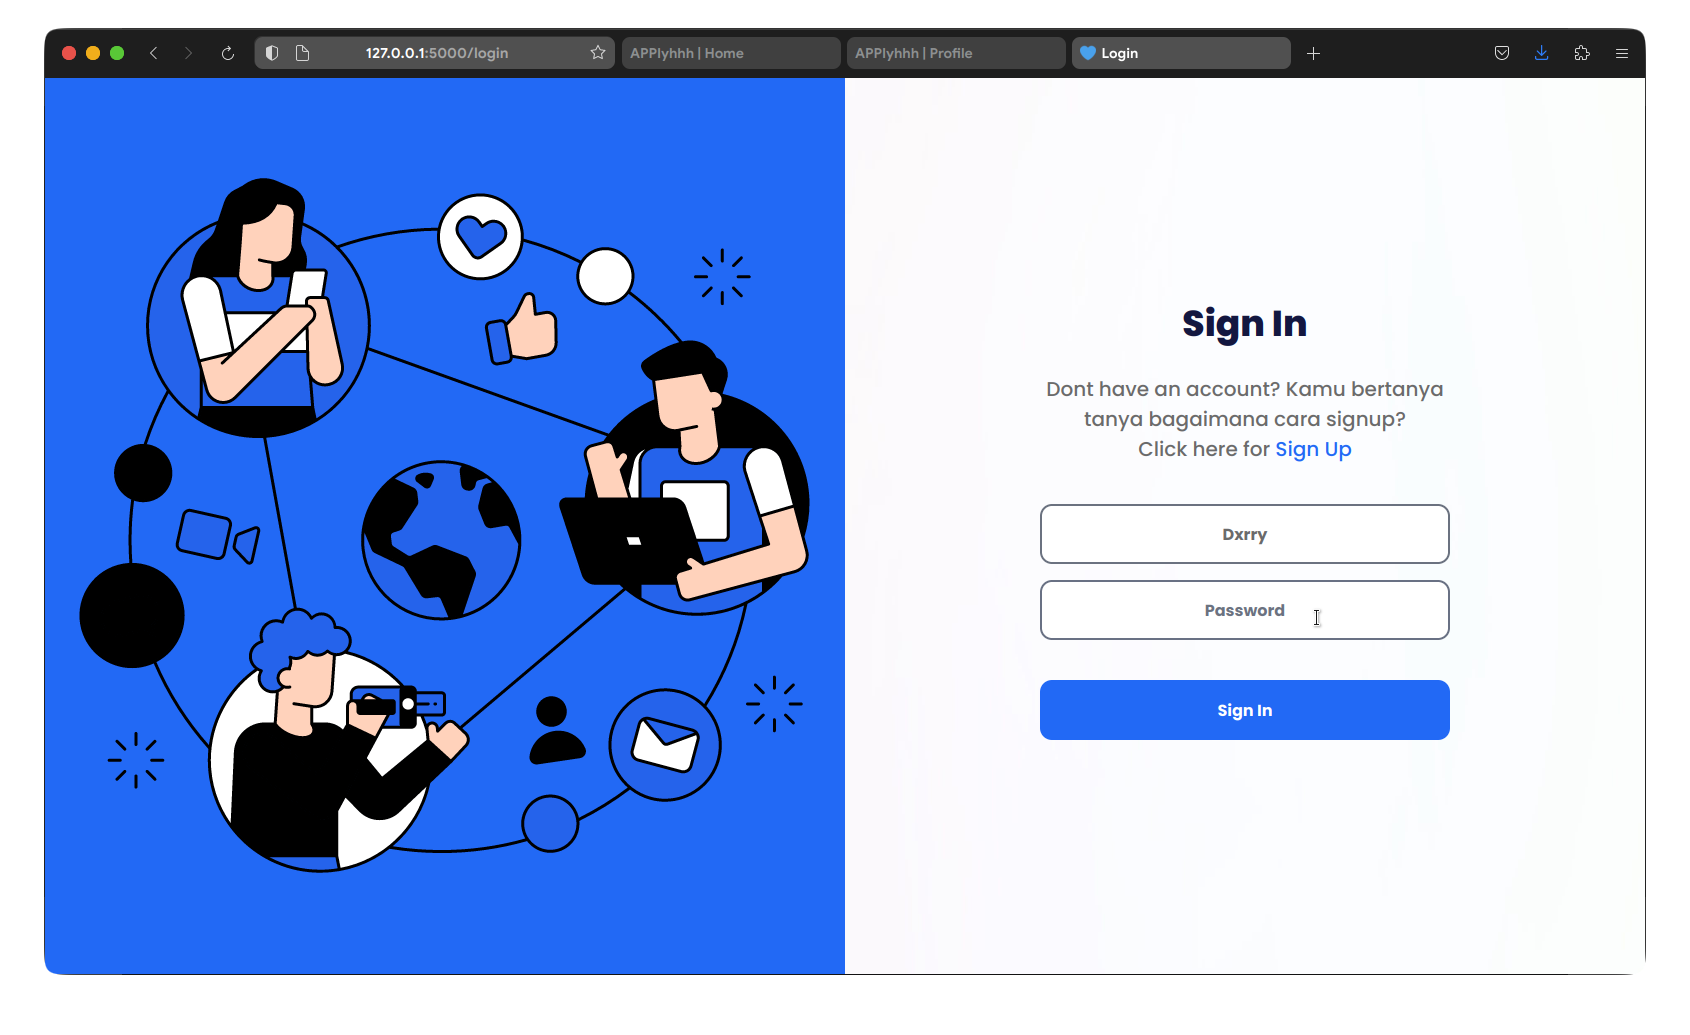 127.0.0.1:5000/login
APPlyhhh | Home
APPlyhhh | Profile
Login
Sign In
Dont have an account? Kamu bertanya
tanya bagaimana cara signup?
Click here for Sign Up
Dxrry
Password
Sign In